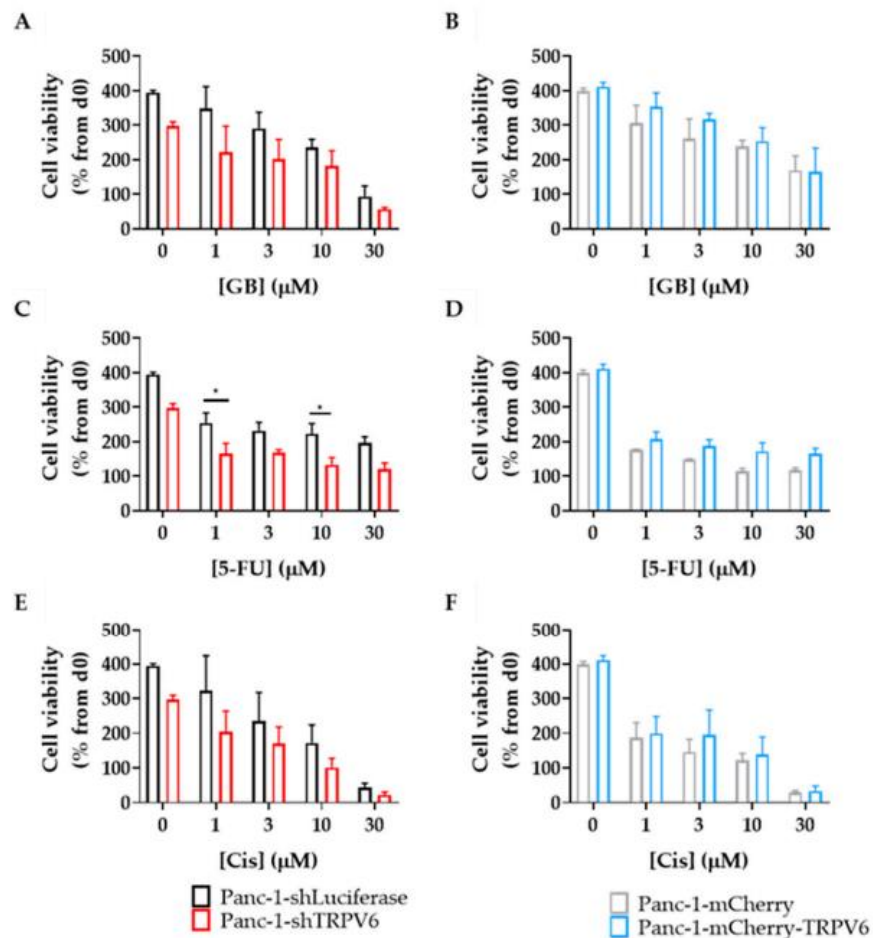 A
Cell viability
(% from d0)
500
400
300
200
100
0
0 1 3 10 30
[GB] (µM)
B
Cell viability
(% from d0)
500
400
300
200
100
0
0 1 3 10 30
[GB] (µM)
C
Cell viability
(% from d0)
500
400
300
200
100
0
* *
0 1 3 10 30
[5-FU] (µM)
D
Cell viability
(% from d0)
500
400
300
200
100
0
0 1 3 10 30
[5-FU] (µM)
E
Cell viability
(% from d0)
500
400
300
200
100
0
0 1 3 10 30
[Cis] (µM)
F
Cell viability
(% from d0)
500
400
300
200
100
0
0 1 3 10 30
[Cis] (µM)
Panc-1-shLuciferase
Panc-1-shTRPV6
Panc-1-mCherry
Panc-1-mCherry-TRPV6